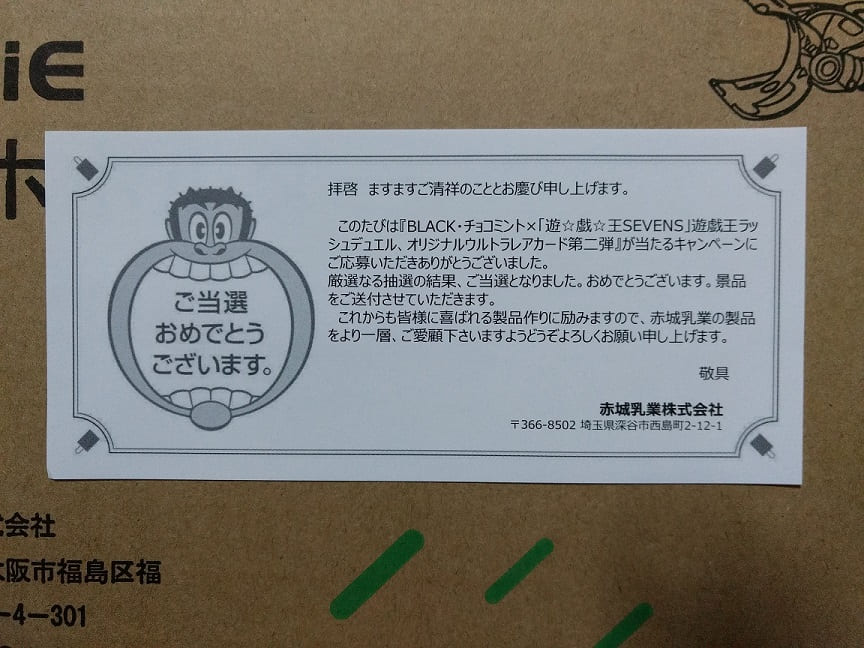 iE
ご当選
おめでとう
ございます。
拝啓 ますますご清祥のこととお慶び申し上げます。
このたびは『BLACK・チョコミント×「遊☆戯☆王SEVENS」遊戯王ラッ
シュデュエル、オリジナルウルトラレアカード第二弾』が当たるキャンペーンに
ご応募いただきありがとうございました。
厳選なる抽選の結果、ご当選となりました。おめでとうございます。景品
をご送付させていただきます。
これからも皆様に喜ばれる製品作りに励みますので、赤城乳業の製品
をより一層、ご愛顧下さいますようどうぞよろしくお願い申し上げます。
敬具
赤城乳業株式会社
〒366-8502 埼玉県深谷市西島町2-12-1
式会社
大阪市福島区福
-4-301